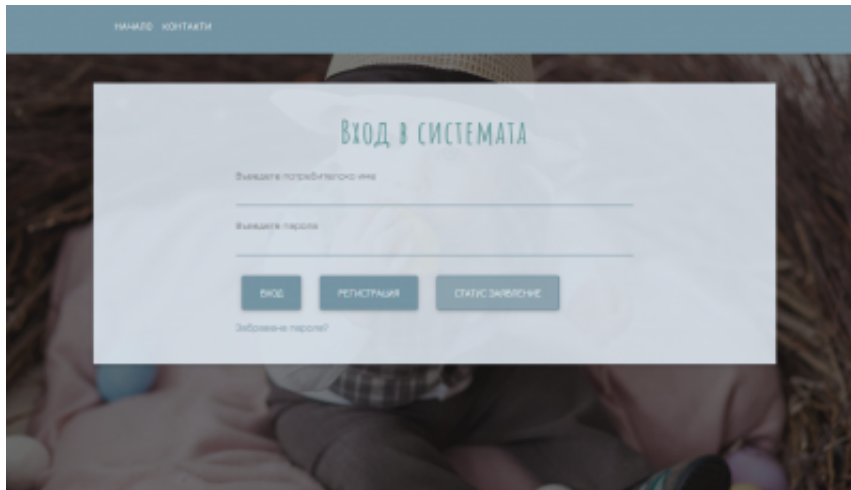 НАЧАЛО КОНТАКТИ
Вход в системата
Въведете потребителско име
Въведете парола
ВХОД РЕГИСТРАЦИЯ СТАТУС ЗАЯВЛЕНИЕ
Забравена парола?